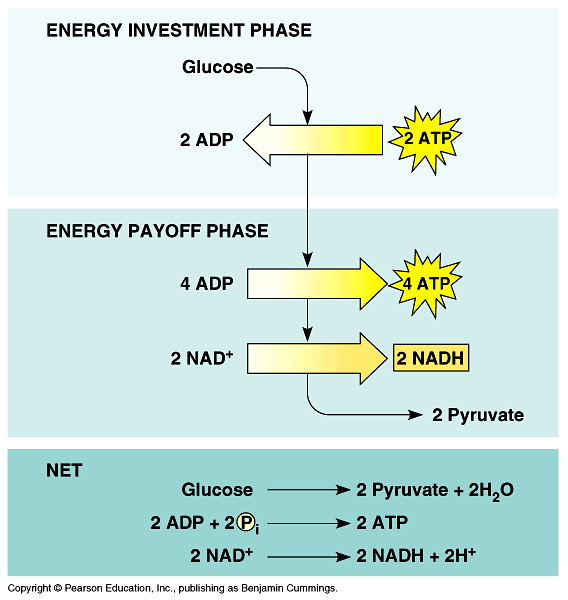 ENERGY INVESTMENT PHASE
Glucose
2 ADP 2 ATP
ENERGY PAYOFF PHASE
4 ADP 4 ATP
2 NAD⁺ 2 NADH
2 Pyruvate
NET
Glucose → 2 Pyruvate + 2H₂O
2 ADP + 2 Pᵢ → 2 ATP
2 NAD⁺ → 2 NADH + 2H⁺
Copyright © Pearson Education, Inc., publishing as Benjamin Cummings.